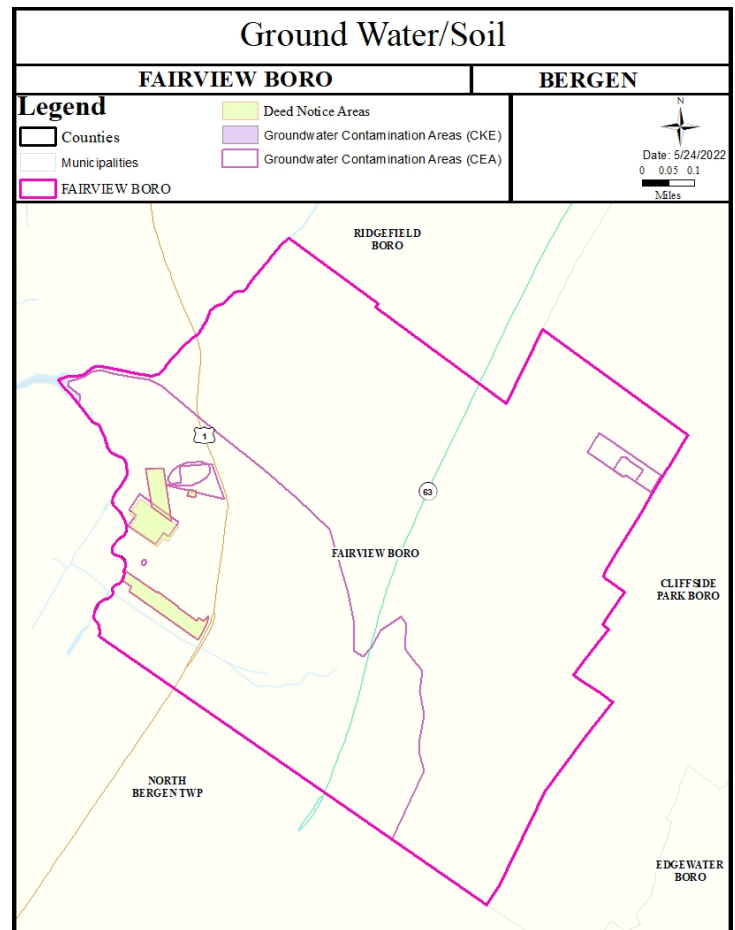 Ground Water/Soil
FAIRVIEW BORO
BERGEN
Legend
Counties
Municipalities
FAIRVIEW BORO
Deed Notice Areas
Groundwater Contamination Areas (CKE)
Groundwater Contamination Areas (CEA)
N
Date: 5/24/2022
0 0.05 0.1
Miles
RIDGEFIELD
BORO
1
63
FAIRVIEW BORO
CLIFFSIDE
PARK BORO
NORTH
BERGEN TWP
EDGEWATER
BORO